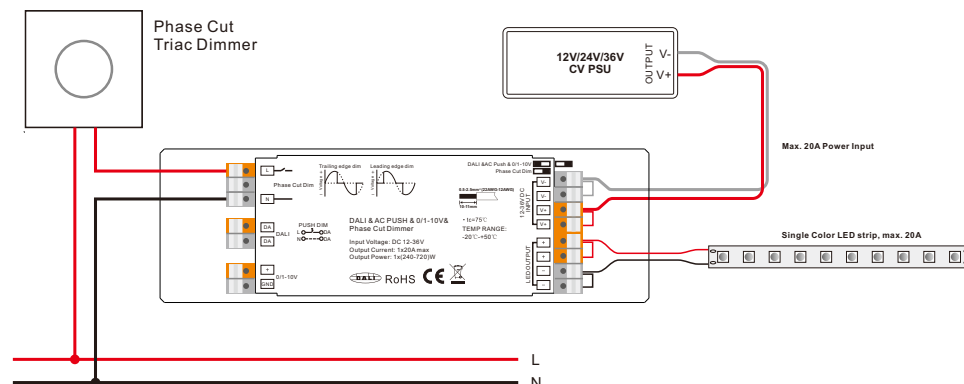 Phase Cut
Triac Dimmer
12V/24V/36V
CV PSU
OUTPUT
V-
V+
Max. 20A Power Input
Trailing edge dim
Leading edge dim
DALI &AC Push & 0/1-10V
Phase Cut Dim
L
Phase Cut Dim
N
Voltage
Voltage
0.5-2.5mm² (22AWG-12AWG)
10-11mm
V-
V-
V+
V+
12-36VDC
INPUT
DA
DA
DALI
PUSH DIM
L DA
N DA
DALI & AC PUSH & 0/1-10V&
Phase Cut Dimmer
Input Voltage: DC 12-36V
Output Current: 1x20A max
Output Power: 1x(240-720)W
• tc=75℃
TEMP RANGE:
-20℃-+50℃
+
+
−
−
LED OUTPUT
+
GND
0/1-10V
DALI
RoHS
CE
Single Color LED strip, max. 20A
L
N